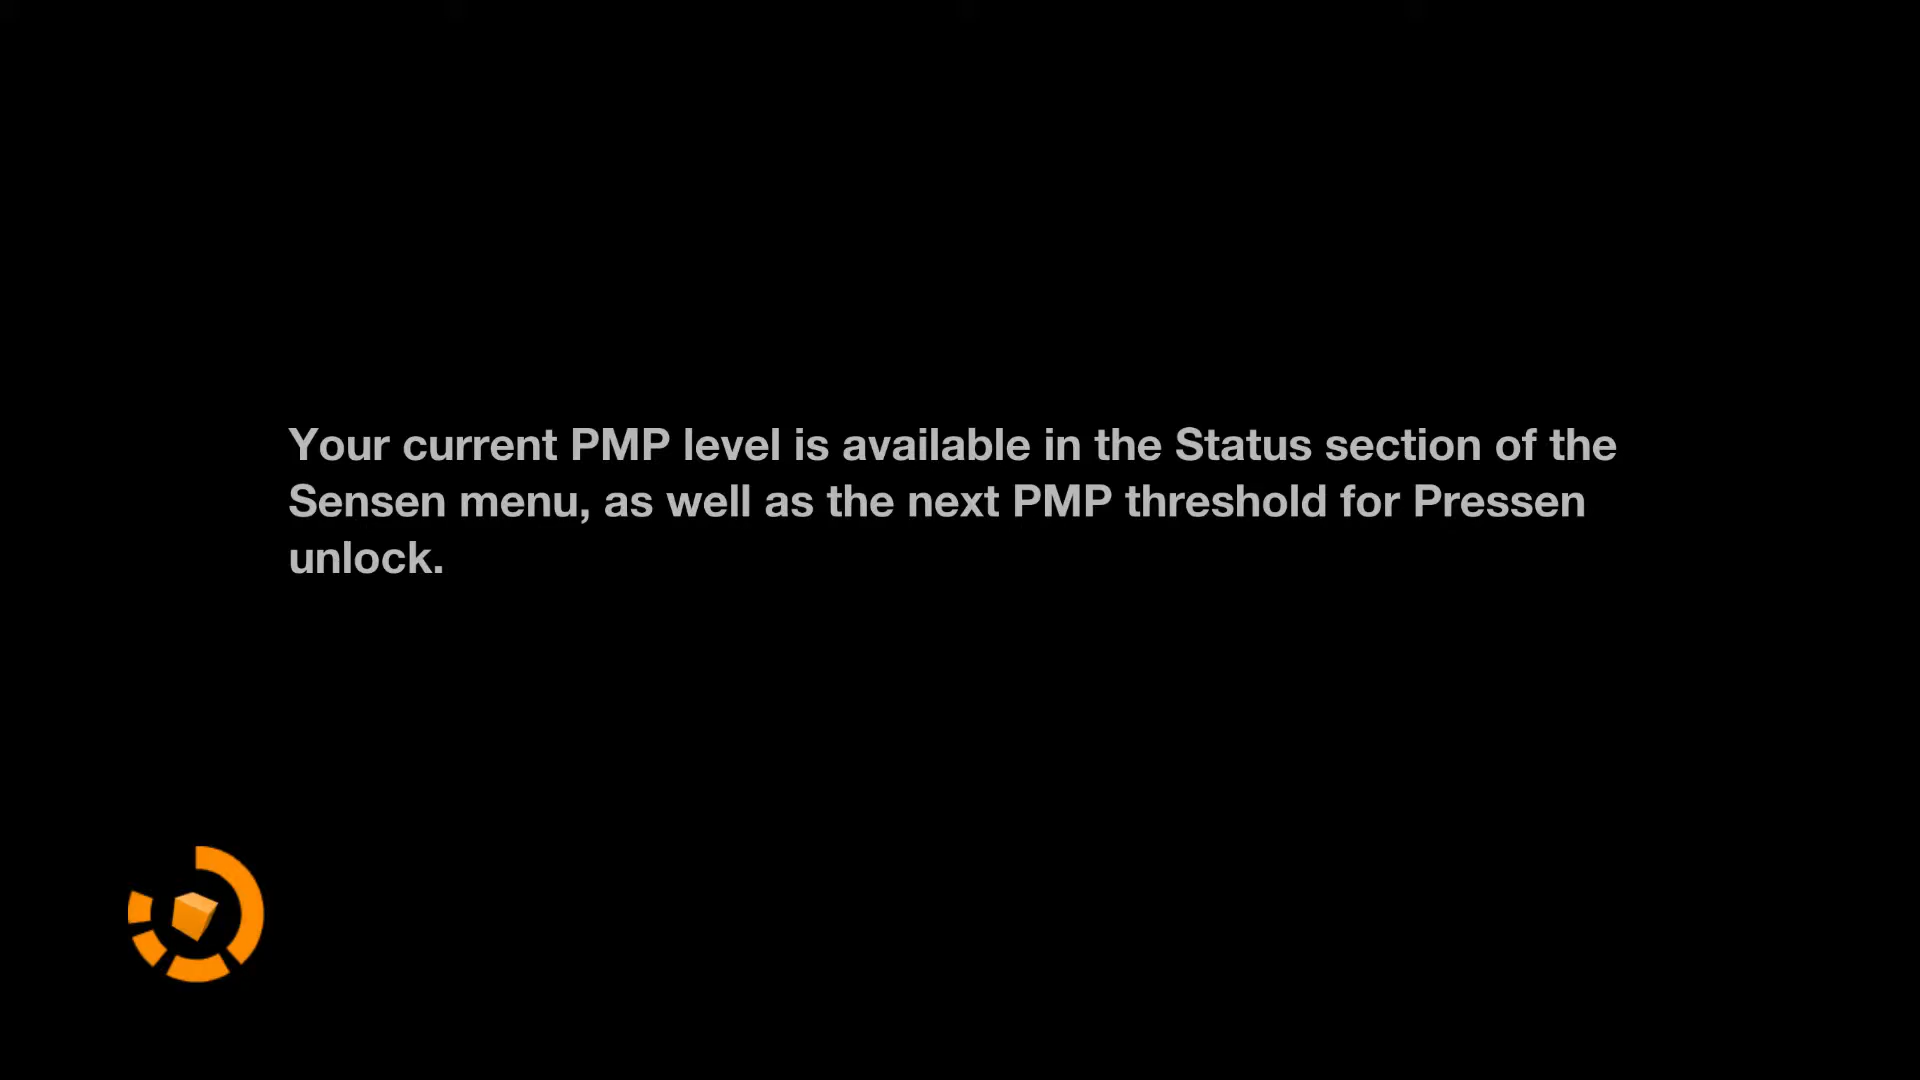 Your current PMP level is available in the Status section of the
Sensen menu, as well as the next PMP threshold for Pressen
unlock.